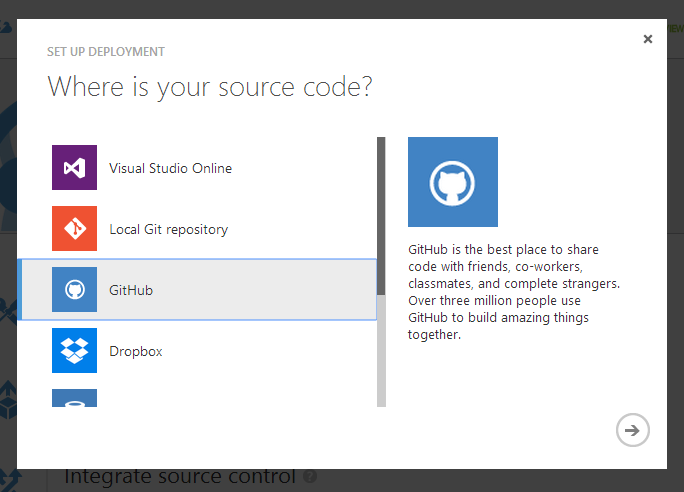 SET UP DEPLOYMENT
Where is your source code?
Visual Studio Online
Local Git repository
GitHub
Dropbox
GitHub is the best place to share
code with friends, co-workers,
classmates, and complete strangers.
Over three million people use
GitHub to build amazing things
together.
Integrate source control
?